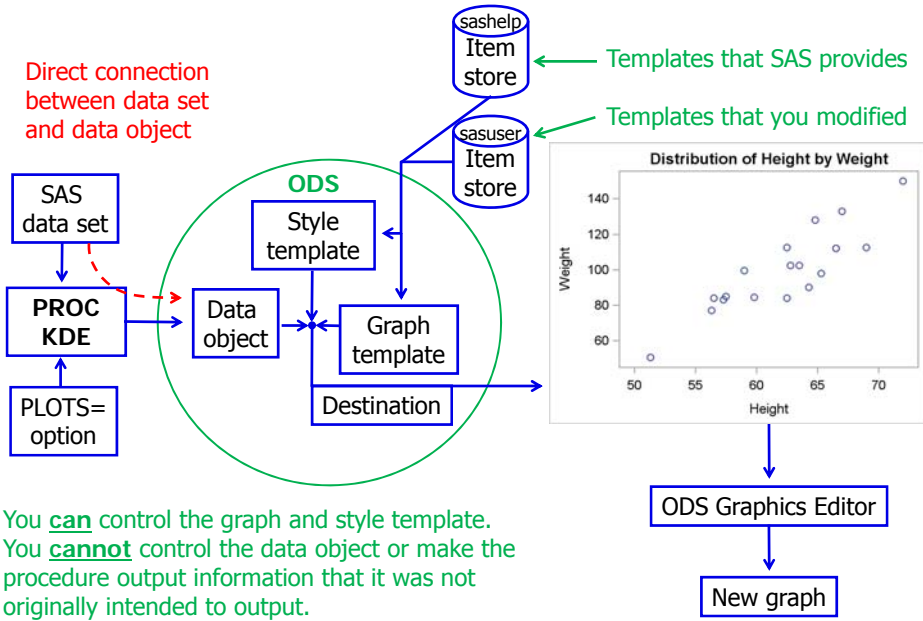 sashelp
Item
store
Templates that SAS provides
Direct connection
between data set
and data object
Templates that you modified
sasuser
Item
store
ODS
SAS
data set
Style
template
PROC
KDE
Data
object
Graph
template
PLOTS=
option
Destination
Distribution of Height by Weight
Weight
140
120
100
80
60
50
55
60
65
70
Height
ODS Graphics Editor
New graph
You can control the graph and style template.
You cannot control the data object or make the
procedure output information that it was not
originally intended to output.